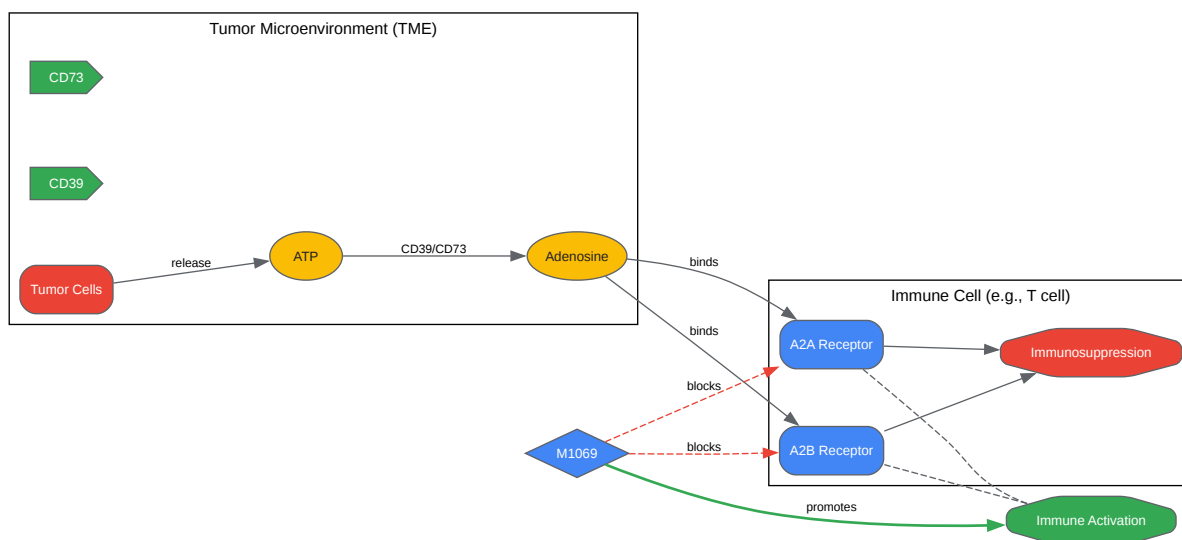 Tumor Microenvironment (TME)
CD73
CD39
Tumor Cells
release
ATP
CD39/CD73
Adenosine
binds
binds
Immune Cell (e.g., T cell)
A2A Receptor
Immunosuppression
blocks
blocks
A2B Receptor
M1069
promotes
Immune Activation